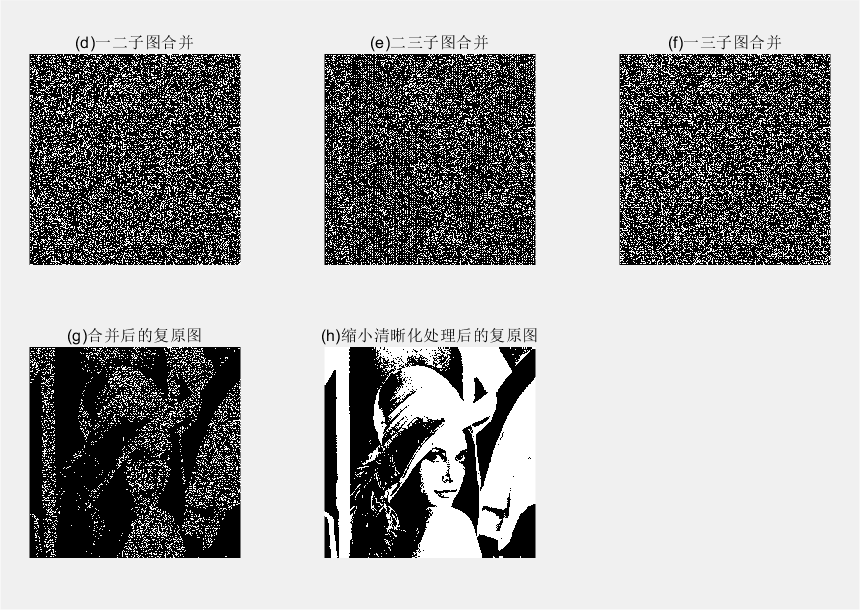 (d)一二子图合并
(e)二三子图合并
(f)一三子图合并
(g)合并后的复原图
(h)缩小清晰化处理后的复原图